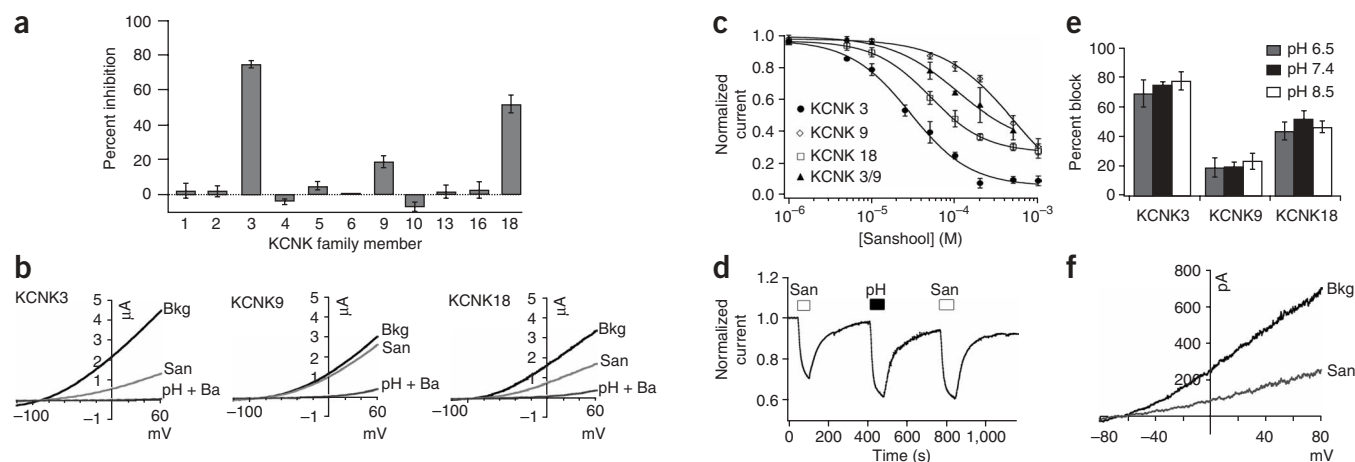 a
100
80
60
40
20
0
Percent inhibition
1 2 3 4 5 6 9 10 13 16 18
KCNK family member
b
KCNK3
5
4
3
2
1
–1
µA
Bkg
San
pH + Ba
–100
60
mV
KCNK9
5
4
3
2
1
–1
µA
Bkg
San
pH + Ba
–100
60
mV
KCNK18
5
4
3
2
1
–1
µA
Bkg
San
pH + Ba
–100
60
mV
c
1.0
0.8
0.6
0.4
0.2
0.0
Normalized
current
KCNK 3
KCNK 9
KCNK 18
KCNK 3/9
10⁻⁶ 10⁻⁵ 10⁻⁴ 10⁻³
[Sanshool] (M)
d
1.2
1.0
0.8
0.6
Normalized
current
San
pH
San
0 200 400 600 800 1,000
Time (s)
e
100
80
60
40
20
0
Percent block
pH 6.5
pH 7.4
pH 8.5
KCNK3 KCNK9 KCNK18
f
800
600
400
200
pA
Bkg
San
–80 –40 0 40 80
mV